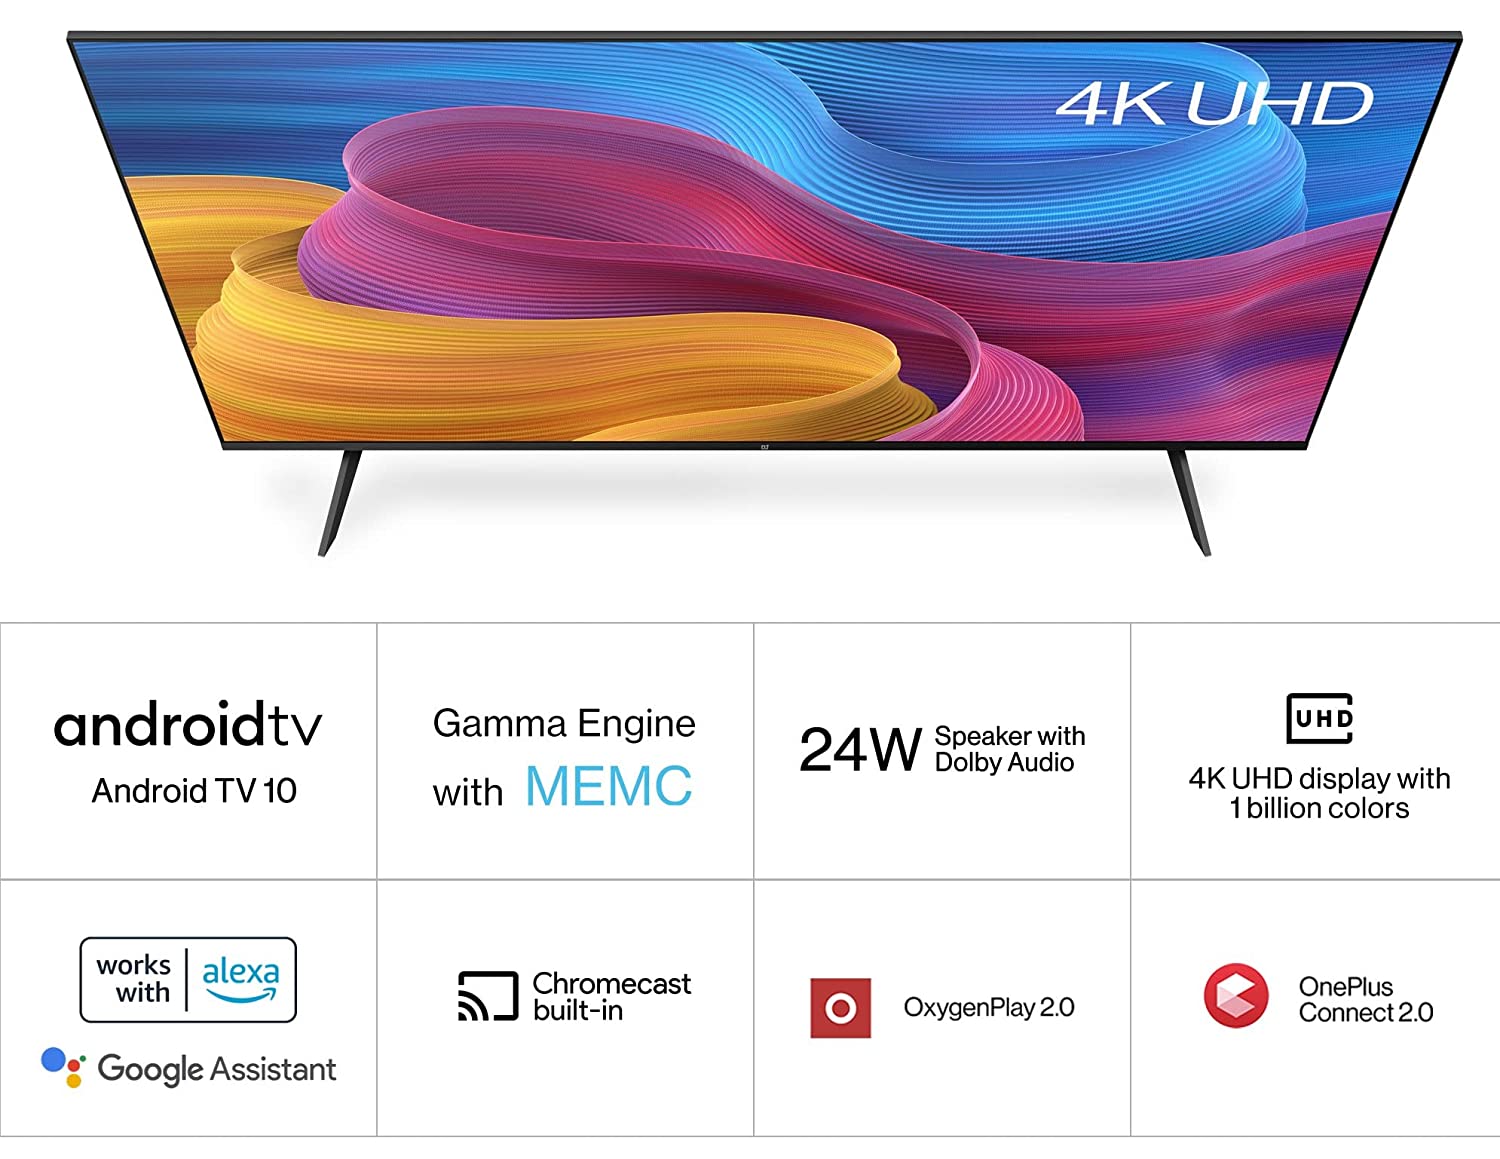 4K UHD
androidtv
Android TV 10
Gamma Engine
with MEMC
24W Speaker with
Dolby Audio
UHD
4K UHD display with
1 billion colors
works
with
alexa
Google Assistant
Chromecast
built-in
OxygenPlay 2.0
OnePlus
Connect 2.0